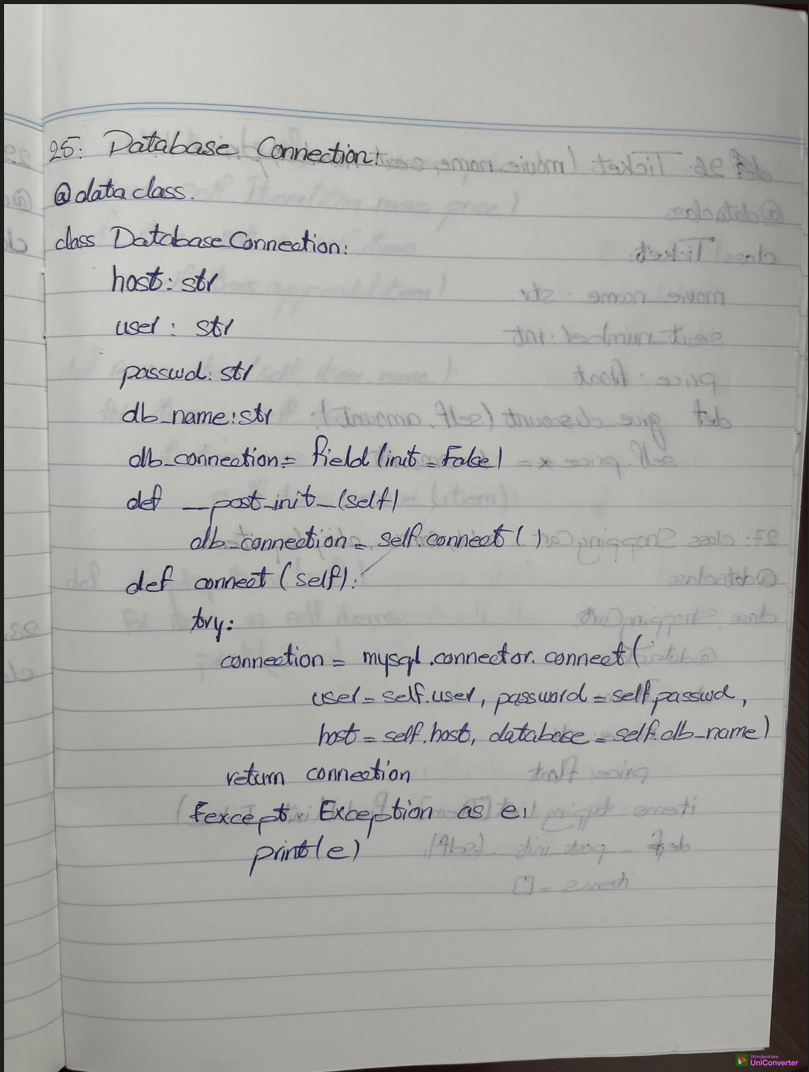 25: Database Connection:
@dataclass.
class DatabaseConnection:
host: str
user: str
passwd: str
db_name: str
db_connection = field(init = False)
def __post_init_(self)
db_connection = self.connect()
def connect (self):
try:
connection = mysql.connector.connect(
user = self.user, password = self.passwd,
host = self.host, database = self.db_name)
return connection
except Exception as e:
print(e)
Wondershare
UniConverter